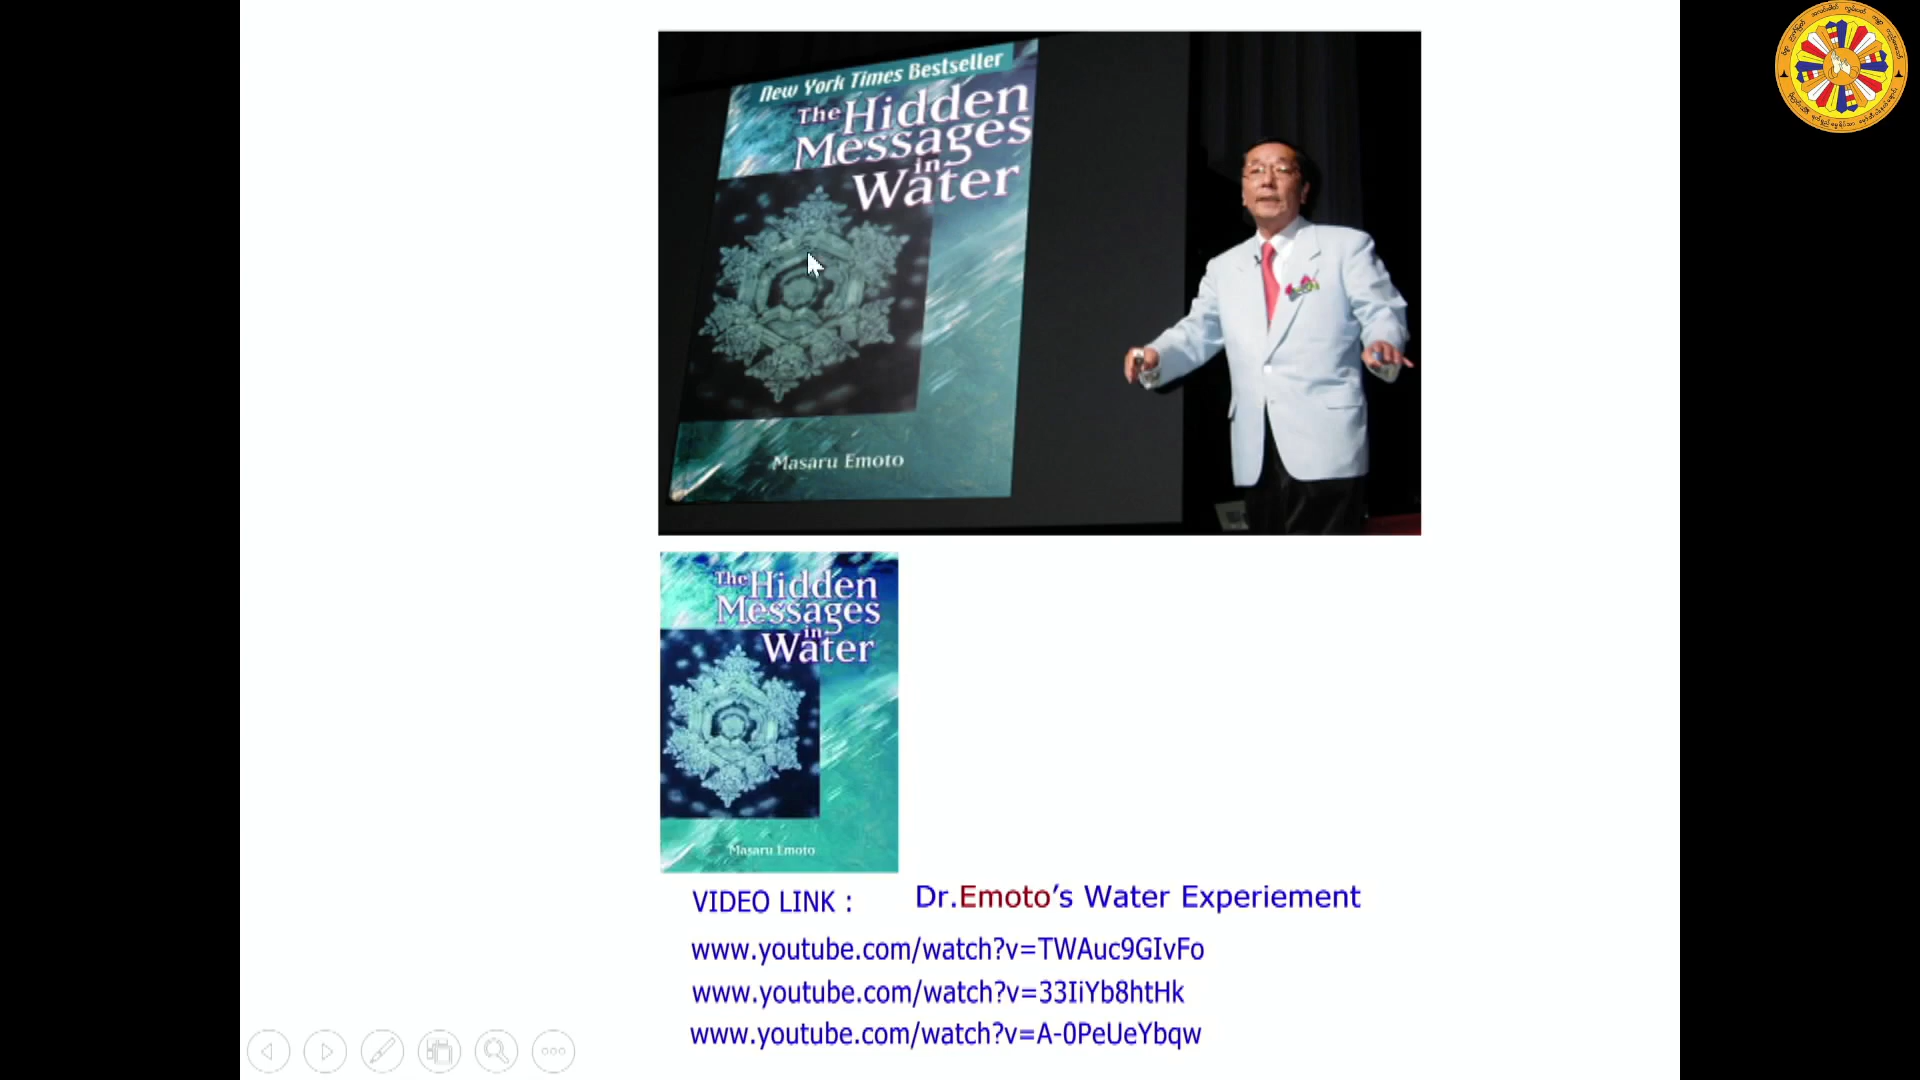 New York Times Bestseller
The Hidden
Messages
in
Water
Masaru Emoto
The Hidden
Messages
in
Water
Masaru Emoto
VIDEO LINK : Dr.Emoto’s Water Experiement
www.youtube.com/watch?v=TWAuc9GIvFo
www.youtube.com/watch?v=33IiYb8htHk
www.youtube.com/watch?v=A-0PeUeYbqw